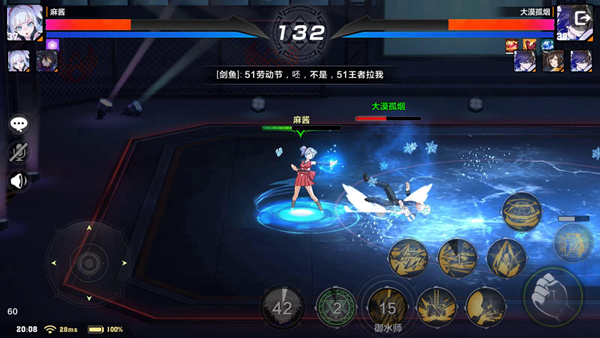 麻酱
132
大漠孤烟
[剑鱼]: 51劳动节，呸，不是，51王者拉我
大漠孤烟
麻酱
42
2
15
御水师
60
20:08
28ms
100%